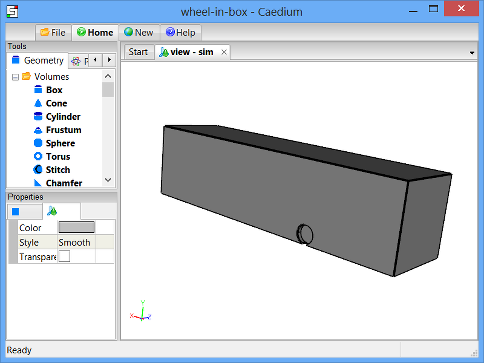 wheel-in-box - Caedium
File Home New Help
Tools
Geometry
Volumes
Box
Cone
Cylinder
Frustum
Sphere
Torus
Stitch
Chamfer
Properties
Color
Style Smooth
Transpare
Start view - sim
Ready